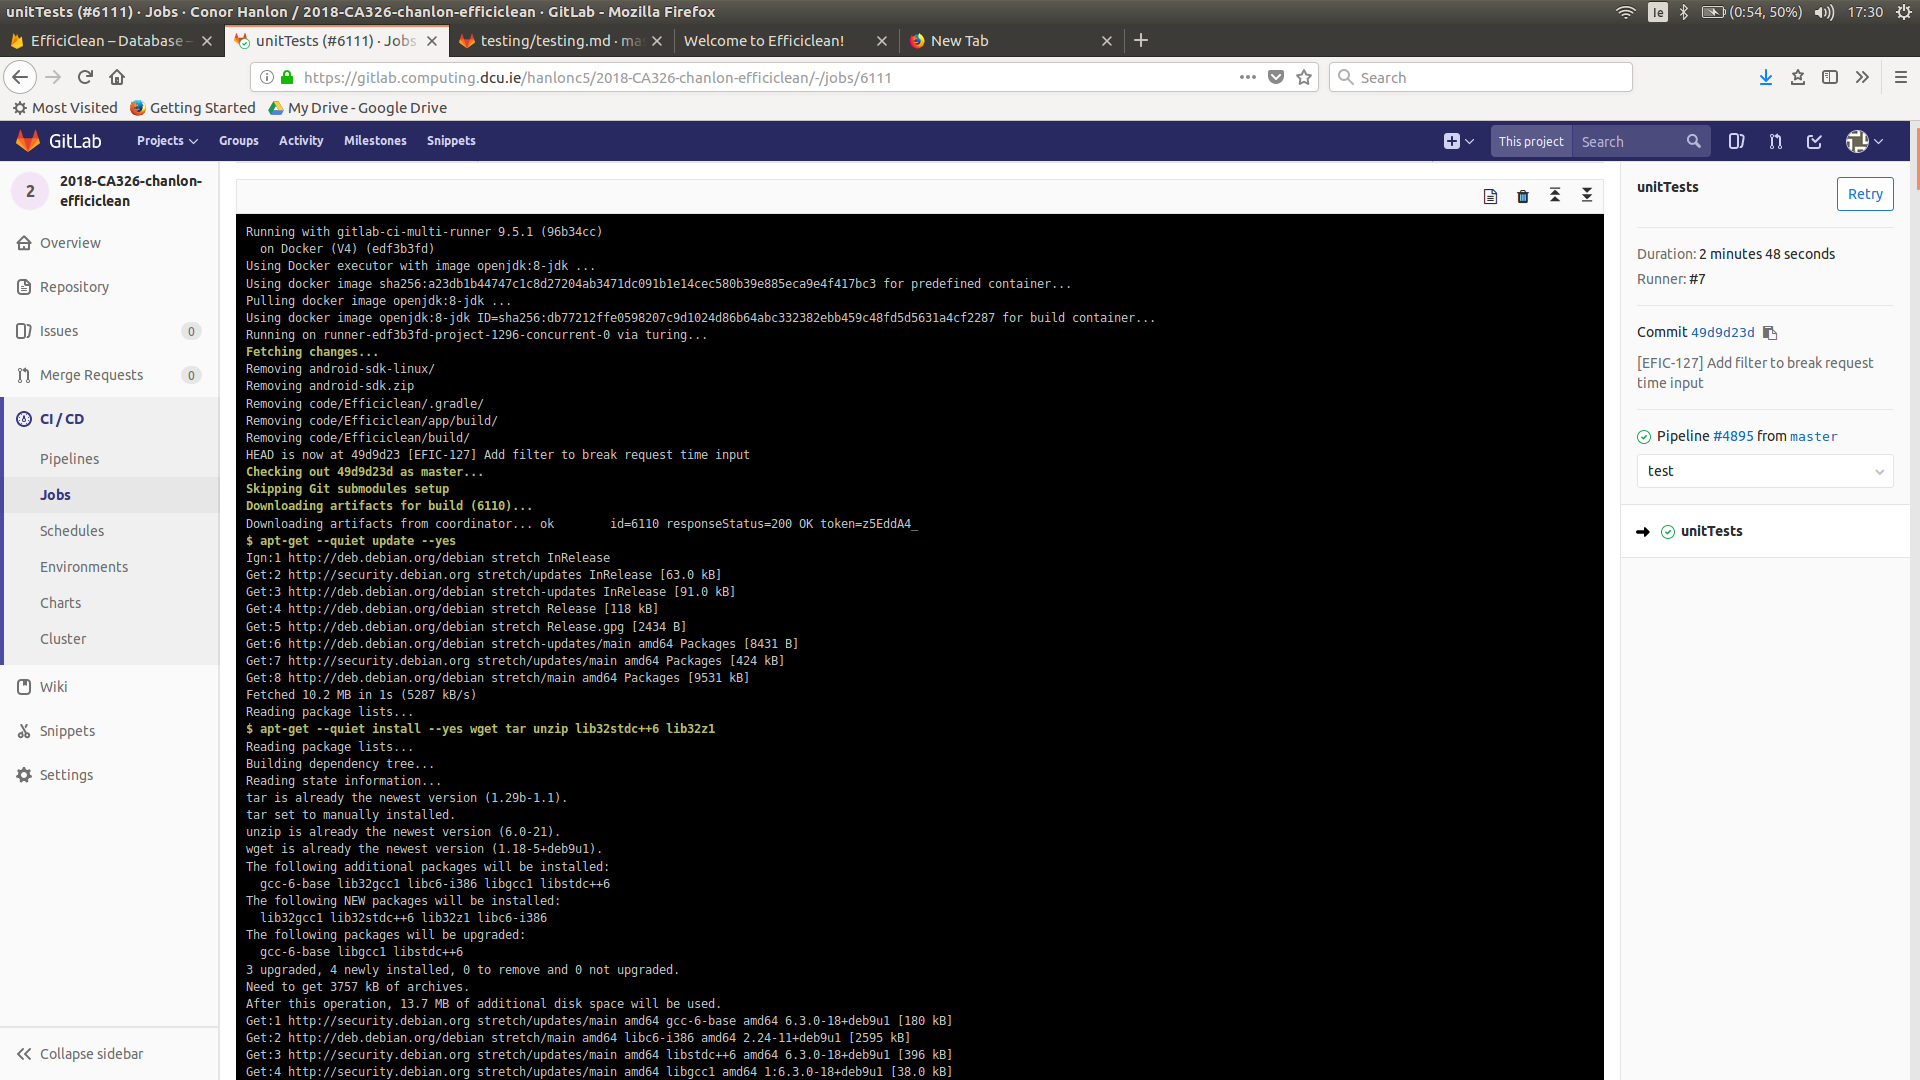 unitTests (#6111) · Jobs · Conor Hanlon / 2018-CA326-chanlon-efficiclean · GitLab - Mozilla Firefox
Ie
(0:54, 50%)
17:30
EfficiClean – Database –
unitTests (#6111) · Jobs
testing/testing.md · ma
Welcome to Efficiclean!
New Tab
https://gitlab.computing.dcu.ie/hanlonc5/2018-CA326-chanlon-efficiclean/-/jobs/6111
Search
Most Visited
Getting Started
My Drive - Google Drive
GitLab
Projects
Groups
Activity
Milestones
Snippets
This project
Search
2
2018-CA326-chanlon-
efficiclean
Overview
Repository
Issues 0
Merge Requests 0
CI / CD
Pipelines
Jobs
Schedules
Environments
Charts
Cluster
Wiki
Snippets
Settings
Collapse sidebar
Running with gitlab-ci-multi-runner 9.5.1 (96b34cc)
on Docker (V4) (edf3b3fd)
Using Docker executor with image openjdk:8-jdk ...
Using docker image sha256:a23db1b44747c1c8d27204ab3471dc091b1e14cec580b39e885eca9e4f417bc3 for predefined container...
Pulling docker image openjdk:8-jdk ...
Using docker image openjdk:8-jdk ID=sha256:db77212ffe0598207c9d1024d86b64abc332382ebb459c48fd5d5631a4cf2287 for build container...
Running on runner-edf3b3fd-project-1296-concurrent-0 via turing...
Fetching changes...
Removing android-sdk-linux/
Removing android-sdk.zip
Removing code/Efficiclean/.gradle/
Removing code/Efficiclean/app/build/
Removing code/Efficiclean/build/
HEAD is now at 49d9d23 [EFIC-127] Add filter to break request time input
Checking out 49d9d23d as master...
Skipping Git submodules setup
Downloading artifacts for build (6110)...
Downloading artifacts from coordinator... ok        id=6110 responseStatus=200 OK token=z5EddA4_
$ apt-get --quiet update --yes
Ign:1 http://deb.debian.org/debian stretch InRelease
Get:2 http://security.debian.org stretch/updates InRelease [63.0 kB]
Get:3 http://deb.debian.org/debian stretch-updates InRelease [91.0 kB]
Get:4 http://deb.debian.org/debian stretch Release [118 kB]
Get:5 http://deb.debian.org/debian stretch Release.gpg [2434 B]
Get:6 http://deb.debian.org/debian stretch-updates/main amd64 Packages [8431 B]
Get:7 http://security.debian.org stretch/updates/main amd64 Packages [424 kB]
Get:8 http://deb.debian.org/debian stretch/main amd64 Packages [9531 kB]
Fetched 10.2 MB in 1s (5287 kB/s)
Reading package lists...
$ apt-get --quiet install --yes wget tar unzip lib32stdc++6 lib32z1
Reading package lists...
Building dependency tree...
Reading state information...
tar is already the newest version (1.29b-1.1).
tar set to manually installed.
unzip is already the newest version (6.0-21).
wget is already the newest version (1.18-5+deb9u1).
The following additional packages will be installed:
gcc-6-base lib32gcc1 libc6-i386 libgcc1 libstdc++6
The following NEW packages will be installed:
lib32gcc1 lib32stdc++6 lib32z1 libc6-i386
The following packages will be upgraded:
gcc-6-base libgcc1 libstdc++6
3 upgraded, 4 newly installed, 0 to remove and 0 not upgraded.
Need to get 3757 kB of archives.
After this operation, 13.7 MB of additional disk space will be used.
Get:1 http://security.debian.org stretch/updates/main amd64 gcc-6-base amd64 6.3.0-18+deb9u1 [180 kB]
Get:2 http://deb.debian.org/debian stretch/main amd64 libc6-i386 amd64 2.24-11+deb9u1 [2595 kB]
Get:3 http://security.debian.org stretch/updates/main amd64 libstdc++6 amd64 6.3.0-18+deb9u1 [396 kB]
Get:4 http://security.debian.org stretch/updates/main amd64 libgcc1 amd64 1:6.3.0-18+deb9u1 [38.0 kB]
unitTests
Retry
Duration: 2 minutes 48 seconds
Runner: #7
Commit 49d9d23d
[EFIC-127] Add filter to break request
time input
Pipeline #4895 from master
test
unitTests